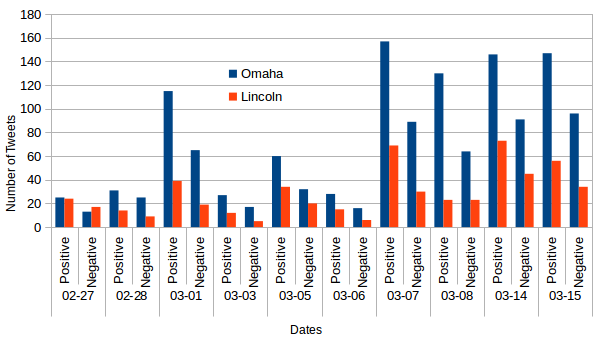 180
160
140
120
100
80
60
40
20
0
Number of Tweets
Omaha
Lincoln
Positive Negative Positive Negative Positive Negative Positive Negative Positive Negative Positive Negative Positive Negative Positive Negative Positive Negative Positive Negative
02-27 02-28 03-01 03-03 03-05 03-06 03-07 03-08 03-14 03-15
Dates